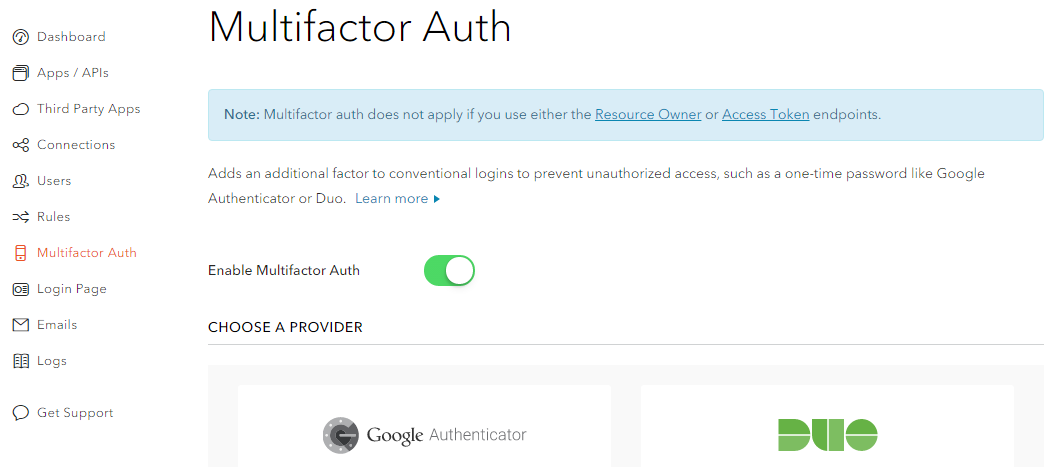 Multifactor Auth
Dashboard
Apps / APIs
Third Party Apps
Connections
Users
Rules
Multifactor Auth
Login Page
Emails
Logs
Get Support
Note: Multifactor auth does not apply if you use either the Resource Owner or Access Token endpoints.
Adds an additional factor to conventional logins to prevent unauthorized access, such as a one-time password like Google
Authenticator or Duo. Learn more
Enable Multifactor Auth
CHOOSE A PROVIDER
Google Authenticator
DUO